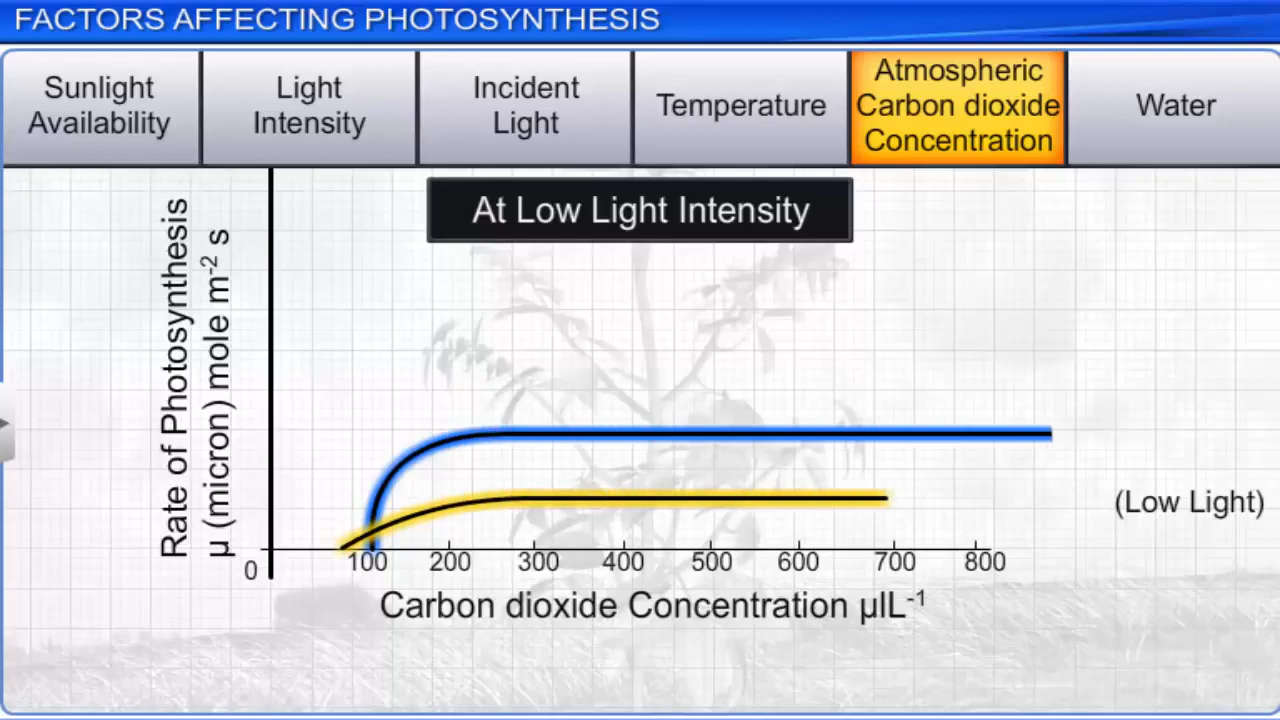 FACTORS AFFECTING PHOTOSYNTHESIS
Sunlight
Availability
Light
Intensity
Incident
Light
Temperature
Atmospheric
Carbon dioxide
Concentration
Water
At Low Light Intensity
Rate of Photosynthesis
µ (micron) mole m⁻² s
(Low Light)
0
100 200 300 400 500 600 700 800
Carbon dioxide Concentration µlL⁻¹